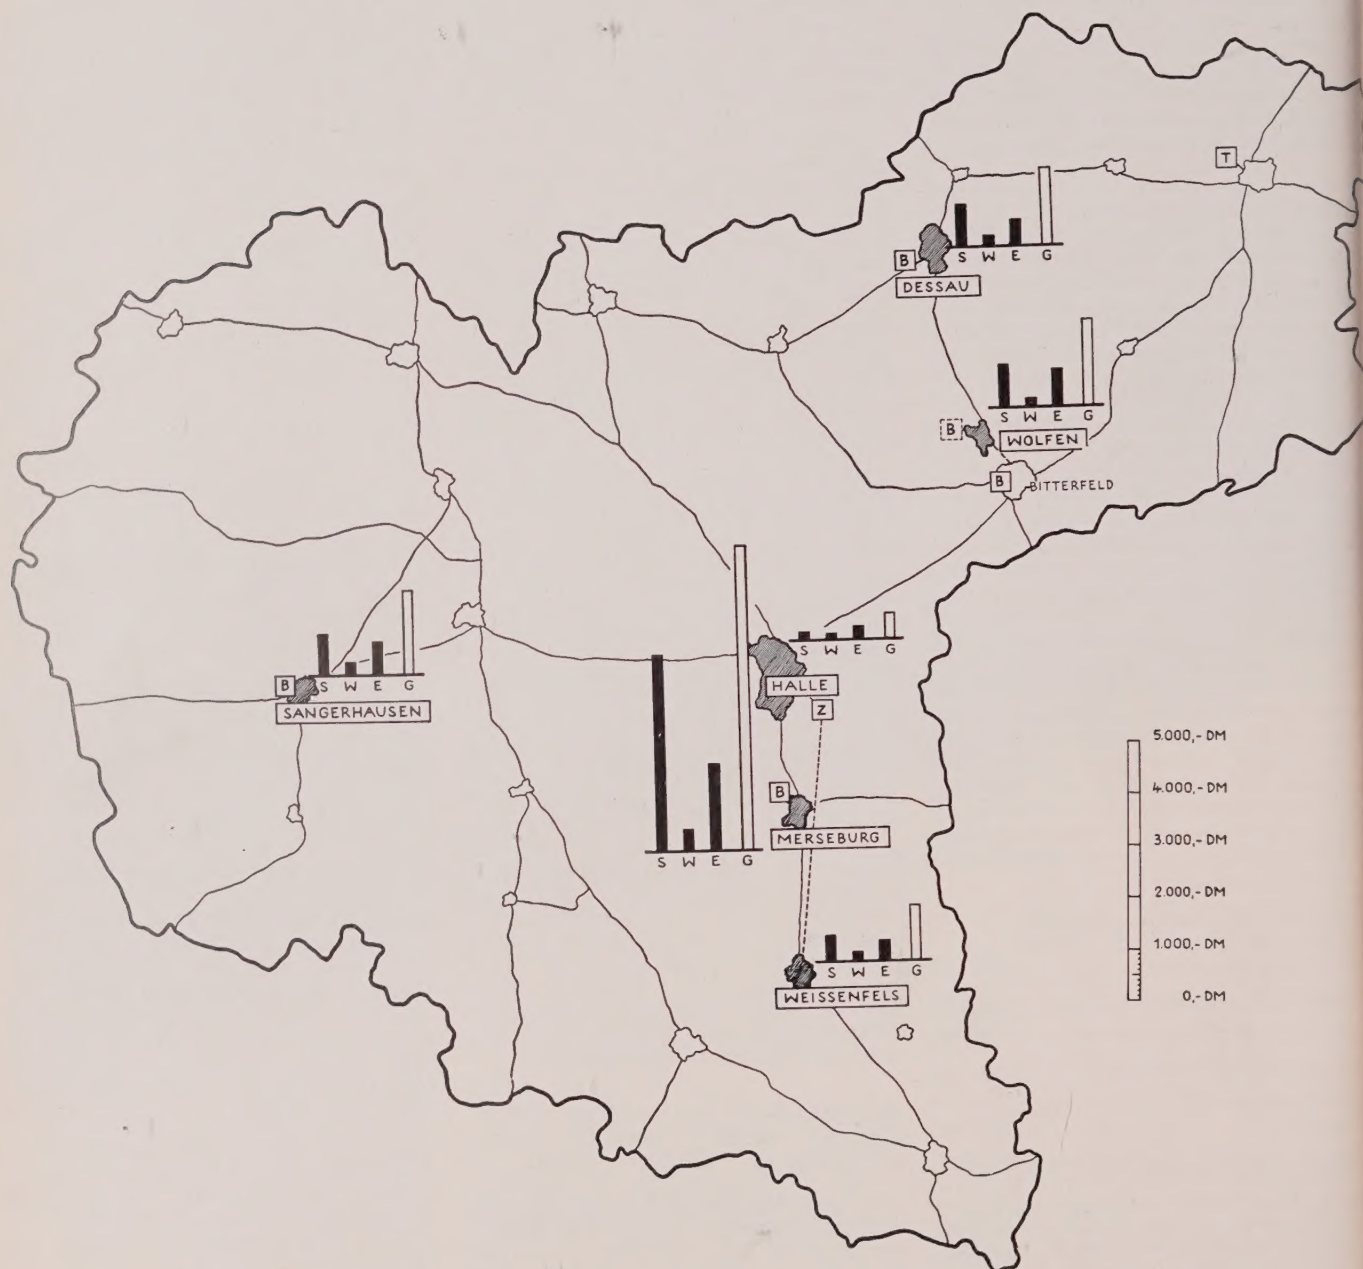 T
S W E G
B
DESSAU
S W E G
B
WOLFEN
B
BITTERFELD
S W E G
B
SANGERHAUSEN
S W E G
HALLE
Z
B
MERSEBURG
S W E G
S W E G
WEISSENFELS
5.000,- DM
4.000,- DM
3.000,- DM
2.000,- DM
1.000,- DM
0,- DM